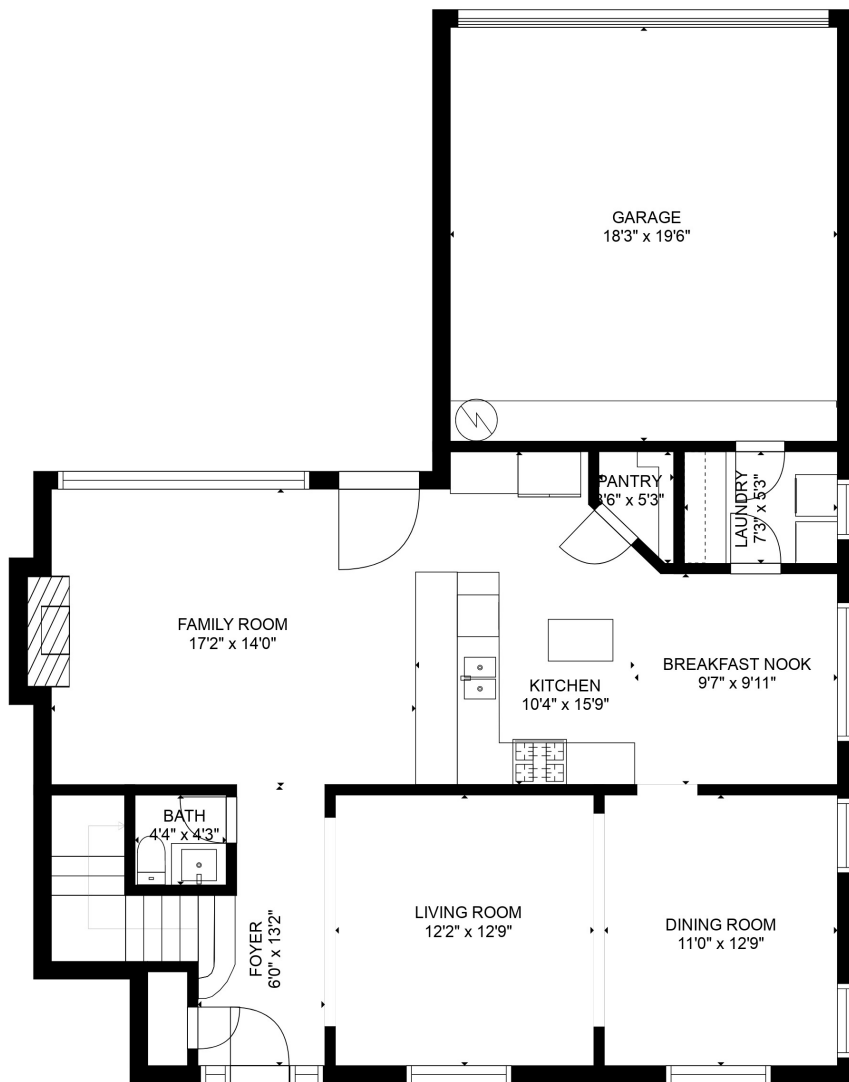 GARAGE
18'3" x 19'6"
PANTRY
6" x 5'3"
LAUNDRY
7'3" x 5'3"
FAMILY ROOM
17'2" x 14'0"
KITCHEN
10'4" x 15'9"
BREAKFAST NOOK
9'7" x 9'11"
BATH
4'4" x 4'3"
FOYER
6'0" x 13'2"
LIVING ROOM
12'2" x 12'9"
DINING ROOM
11'0" x 12'9"